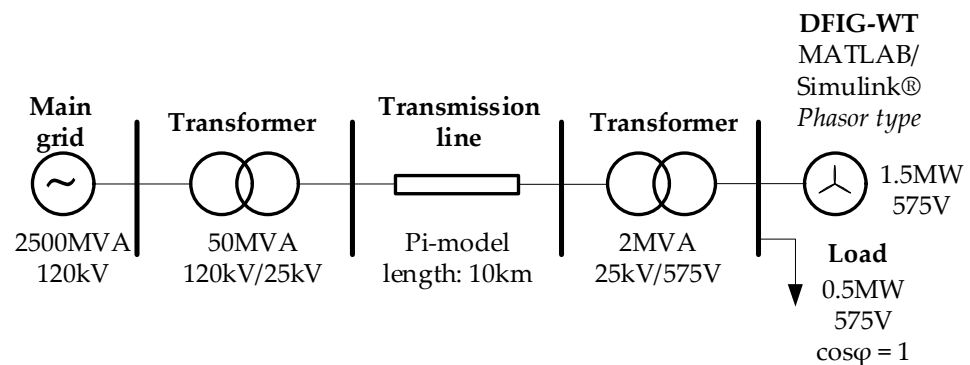 DFIG-WT
MATLAB/
Simulink®
Phasor type
Main
grid
Transformer
Transmission
line
Transformer
~
1.5MW
575V
2500MVA
120kV
50MVA
120kV/25kV
Pi-model
length: 10km
2MVA
25kV/575V
Load
0.5MW
575V
cosφ = 1